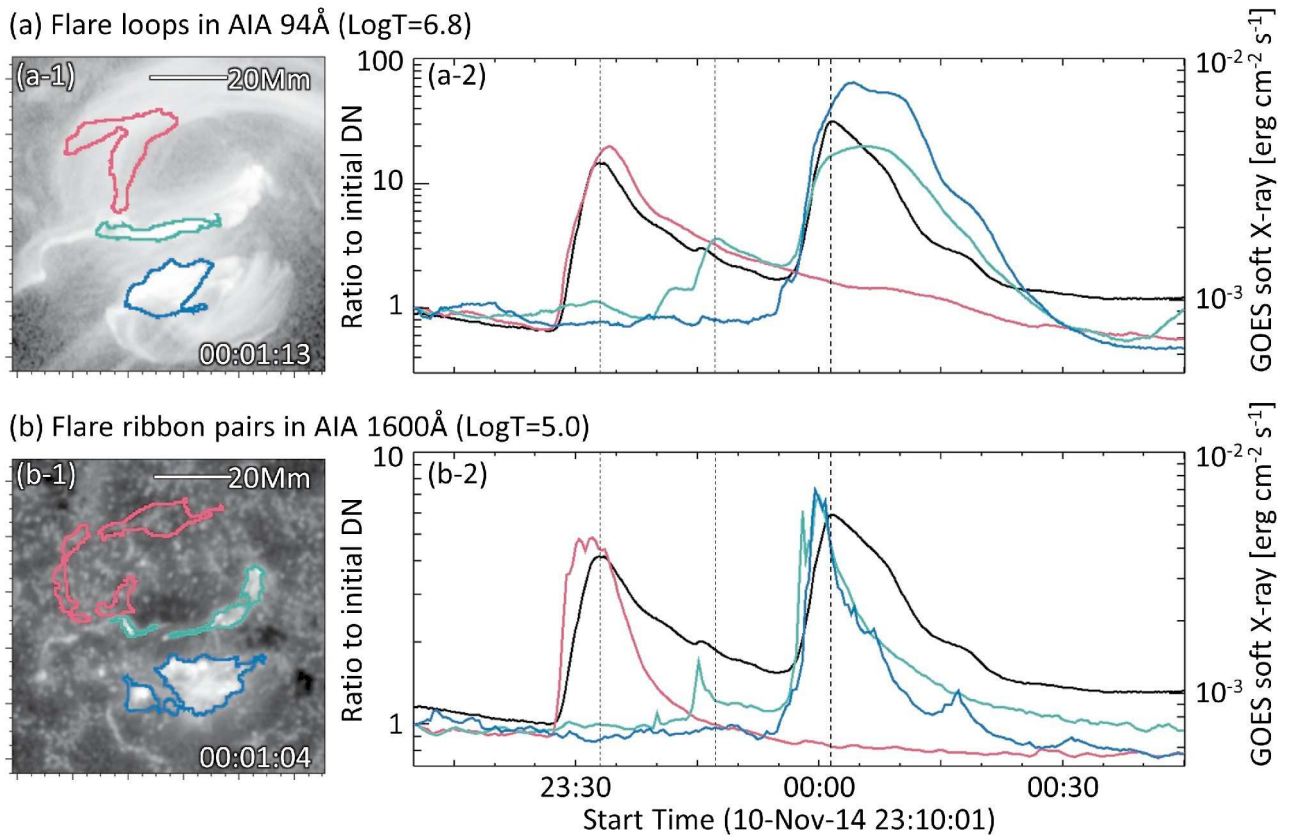 (a) Flare loops in AIA 94Å (LogT=6.8)
(a-1)
20Mm
00:01:13
Ratio to initial DN
100
10
1
(a-2)
10⁻²
10⁻³
GOES soft X-ray [erg cm⁻² s⁻¹]
(b) Flare ribbon pairs in AIA 1600Å (LogT=5.0)
(b-1)
20Mm
00:01:04
Ratio to initial DN
10
1
(b-2)
10⁻²
10⁻³
GOES soft X-ray [erg cm⁻² s⁻¹]
23:30 00:00 00:30
Start Time (10-Nov-14 23:10:01)